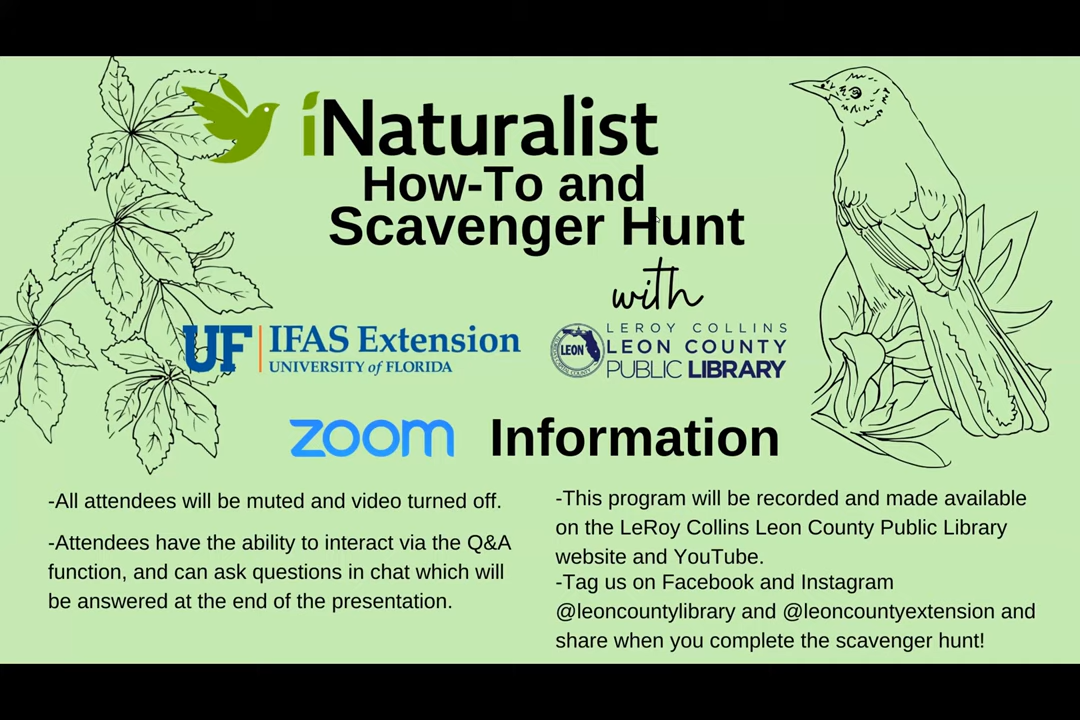 iNaturalist
How-To and
Scavenger Hunt
with
UF IFAS Extension
UNIVERSITY of FLORIDA
LEON
LEROY COLLINS
LEON COUNTY
PUBLIC LIBRARY
zoom Information
-All attendees will be muted and video turned off.
-Attendees have the ability to interact via the Q&A
function, and can ask questions in chat which will
be answered at the end of the presentation.
-This program will be recorded and made available
on the LeRoy Collins Leon County Public Library
website and YouTube.
-Tag us on Facebook and Instagram
@leoncountylibrary and @leoncountyextension and
share when you complete the scavenger hunt!